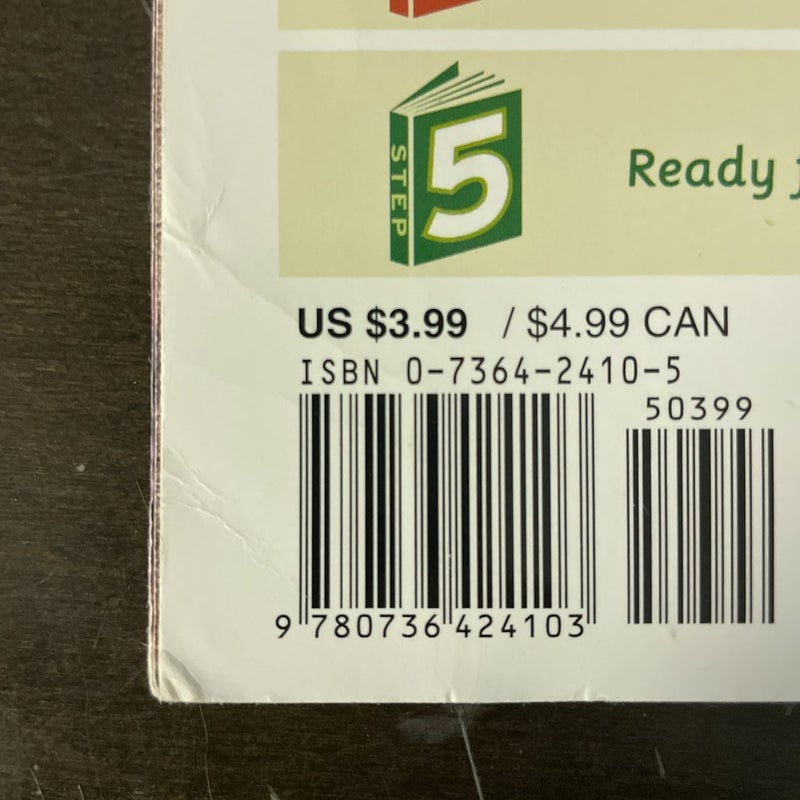 STEP
5
Ready
US $3.99 / $4.99 CAN
ISBN 0-7364-2410-5
50399
9 780736 424103